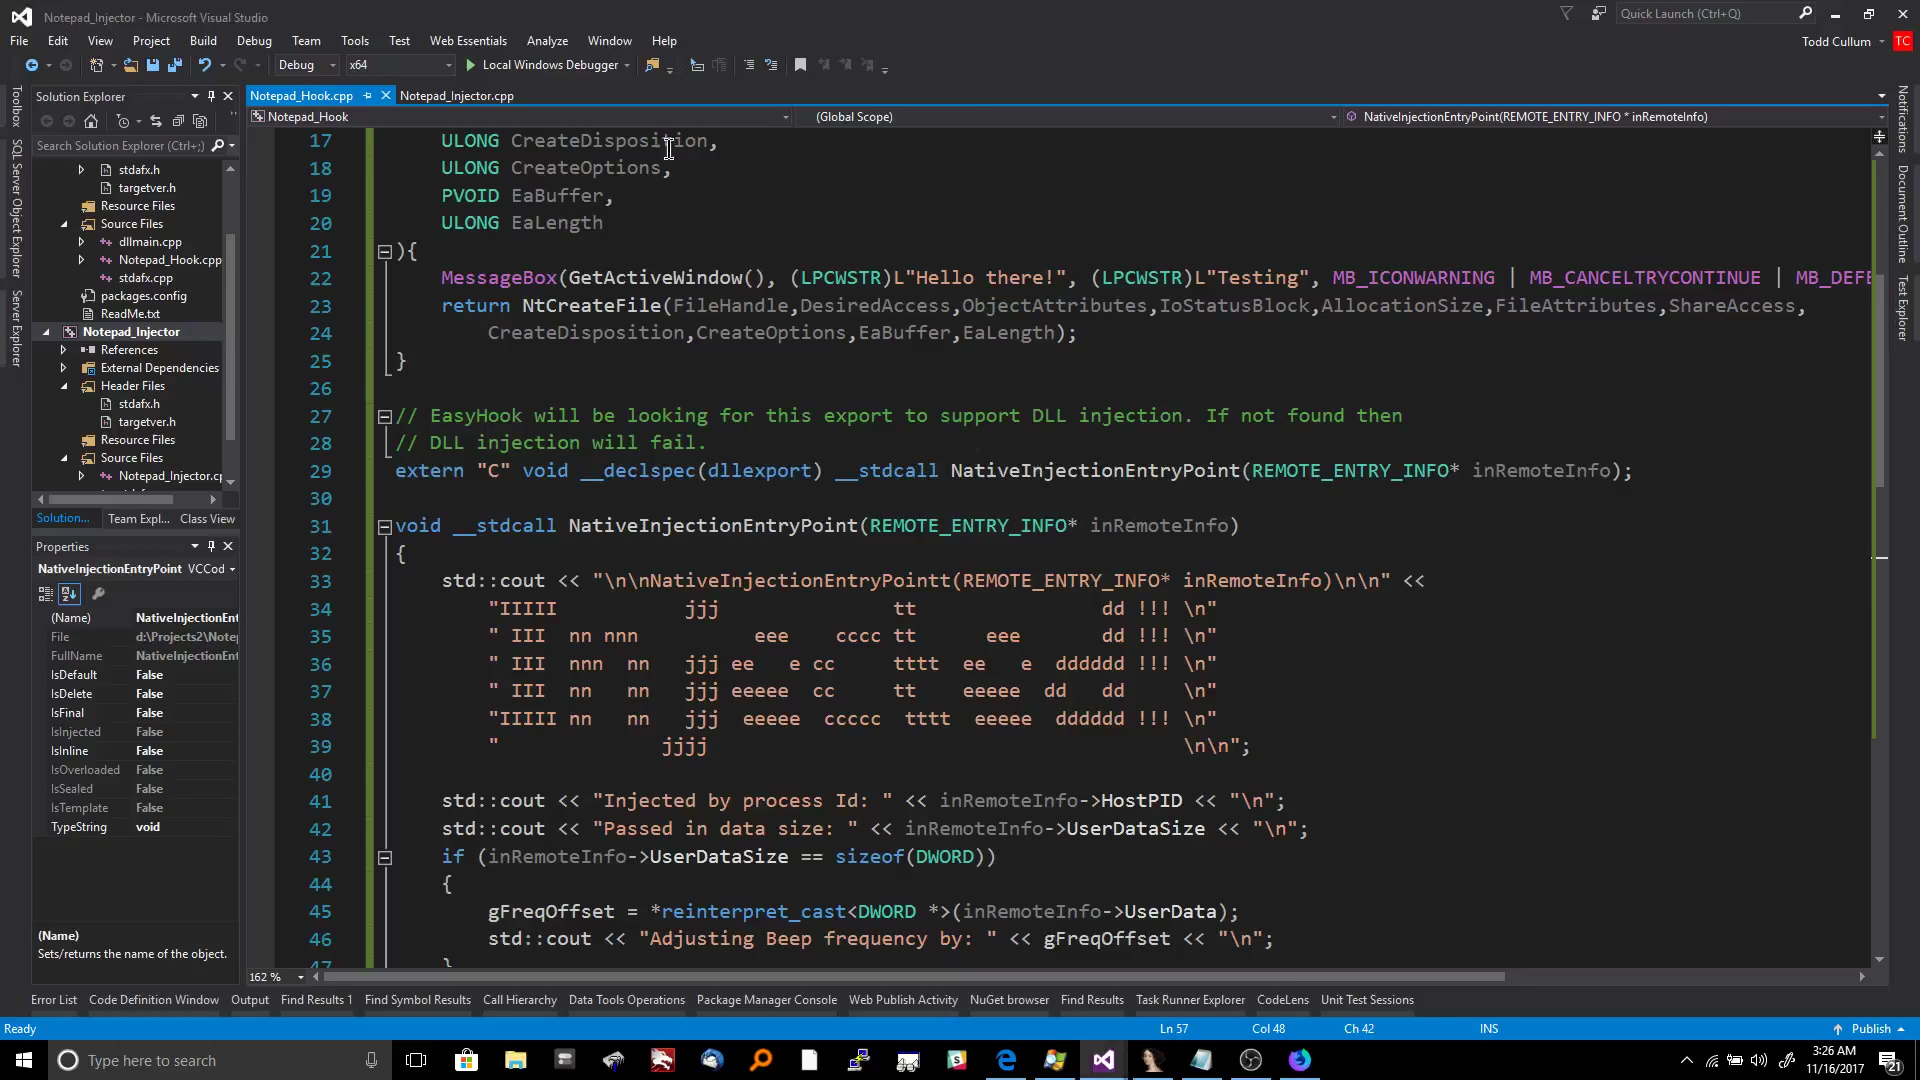 Notepad_Injector - Microsoft Visual Studio
Quick Launch (Ctrl+Q)
File Edit View Project Build Debug Team Tools Test Web Essentials Analyze Window Help
Todd Cullum TC
Debug x64 Local Windows Debugger
Toolbox
SQL Server Object Explorer
Server Explorer
Solution Explorer
Search Solution Explorer (Ctrl+;)
stdafx.h
targetver.h
Resource Files
Source Files
dllmain.cpp
Notepad_Hook.cpp
stdafx.cpp
packages.config
ReadMe.txt
Notepad_Injector
References
External Dependencies
Header Files
stdafx.h
targetver.h
Resource Files
Source Files
Notepad_Injector.cp
Solution... Team Expl... Class View
Properties
NativeInjectionEntryPoint VCCod
(Name) NativeInjectionEnt
File d:\Projects2\Note
FullName NativeInjectionEnt
IsDefault False
IsDelete False
IsFinal False
IsInjected False
IsInline False
IsOverloaded False
IsSealed False
IsTemplate False
TypeString void
(Name)
Sets/returns the name of the object.
Notepad_Hook.cpp Notepad_Injector.cpp
Notepad_Hook (Global Scope) NativeInjectionEntryPoint(REMOTE_ENTRY_INFO * inRemoteInfo)
17 ULONG CreateDisposition,
18 ULONG CreateOptions,
19 PVOID EaBuffer,
20 ULONG EaLength
21 ){
22 MessageBox(GetActiveWindow(), (LPCWSTR)L"Hello there!", (LPCWSTR)L"Testing", MB_ICONWARNING | MB_CANCELTRYCONTINUE | MB_DEFE
23 return NtCreateFile(FileHandle,DesiredAccess,ObjectAttributes,IoStatusBlock,AllocationSize,FileAttributes,ShareAccess,
24 CreateDisposition,CreateOptions,EaBuffer,EaLength);
25 }
26
27 // EasyHook will be looking for this export to support DLL injection. If not found then
28 // DLL injection will fail.
29 extern "C" void __declspec(dllexport) __stdcall NativeInjectionEntryPoint(REMOTE_ENTRY_INFO* inRemoteInfo);
30
31 void __stdcall NativeInjectionEntryPoint(REMOTE_ENTRY_INFO* inRemoteInfo)
32 {
33 std::cout << "\n\nNativeInjectionEntryPointt(REMOTE_ENTRY_INFO* inRemoteInfo)\n\n" <<
34 "IIIII           jjj               tt                dd !!! \n"
35 " III  nn nnn          eee    cccc tt      eee       dd !!! \n"
36 " III  nnn  nn   jjj ee   e cc     tttt  ee   e  dddddd !!! \n"
37 " III  nn   nn   jjj eeeee  cc     tt    eeeee  dd   dd     \n"
38 "IIIII nn   nn   jjj  eeeee  ccccc  tttt  eeeee  dddddd !!! \n"
39 "              jjjj                                         \n\n";
40
41 std::cout << "Injected by process Id: " << inRemoteInfo->HostPID << "\n";
42 std::cout << "Passed in data size: " << inRemoteInfo->UserDataSize << "\n";
43 if (inRemoteInfo->UserDataSize == sizeof(DWORD))
44 {
45 gFreqOffset = *reinterpret_cast<DWORD *>(inRemoteInfo->UserData);
46 std::cout << "Adjusting Beep frequency by: " << gFreqOffset << "\n";
47 }
162 %
Notifications
Document Outline
Test Explorer
Error List Code Definition Window Output Find Results 1 Find Symbol Results Call Hierarchy Data Tools Operations Package Manager Console Web Publish Activity NuGet browser Find Results Task Runner Explorer CodeLens Unit Test Sessions
Ready Ln 57 Col 48 Ch 42 INS Publish
Type here to search
3:26 AM
11/16/2017
21